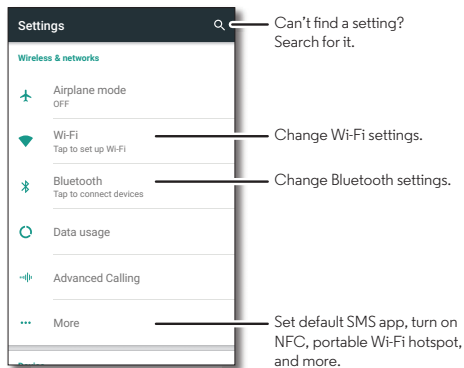 Settings
Can't find a setting?
Search for it.
Wireless & networks
Airplane mode
OFF
Wi-Fi
Tap to set up Wi-Fi
Change Wi-Fi settings.
Bluetooth
Tap to connect devices
Change Bluetooth settings.
Data usage
Advanced Calling
More
Set default SMS app, turn on
NFC, portable Wi-Fi hotspot,
and more.